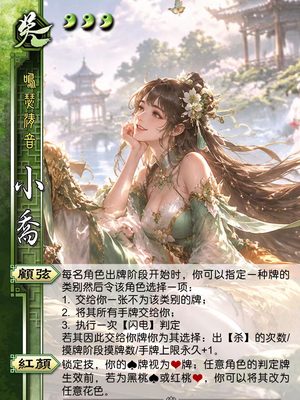 吴
鸣瑟涛音
小喬
顧弦
每名角色出牌阶段开始时，你可以指定一种牌的
类别然后令该角色选择一项：
1. 交给你一张不为该类别的牌；
2. 将其所有手牌交给你；
3. 执行一次【闪电】判定
若其因此交给你牌你为其选择：出【杀】的次数/
摸牌阶段摸牌数/手牌上限永久+1。
紅顔
锁定技，你的♠牌视为♥牌；任意角色的判定牌
生效前，若为黑桃♠或红桃♥，你可以将其改为
任意花色。